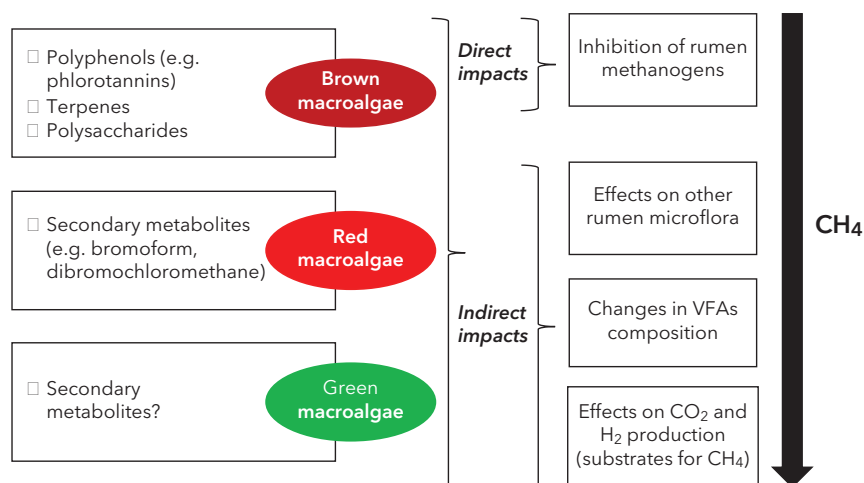 □ Polyphenols (e.g.
phlorotannins)
□ Terpenes
□ Polysaccharides
Brown
macroalgae
□ Secondary metabolites
(e.g. bromoform,
dibromochloromethane)
Red
macroalgae
□ Secondary
metabolites?
Green
macroalgae
Direct
impacts
Inhibition of rumen
methanogens
Indirect
impacts
Effects on other
rumen microflora
Changes in VFAs
composition
Effects on CO₂ and
H₂ production
(substrates for CH₄)
CH₄